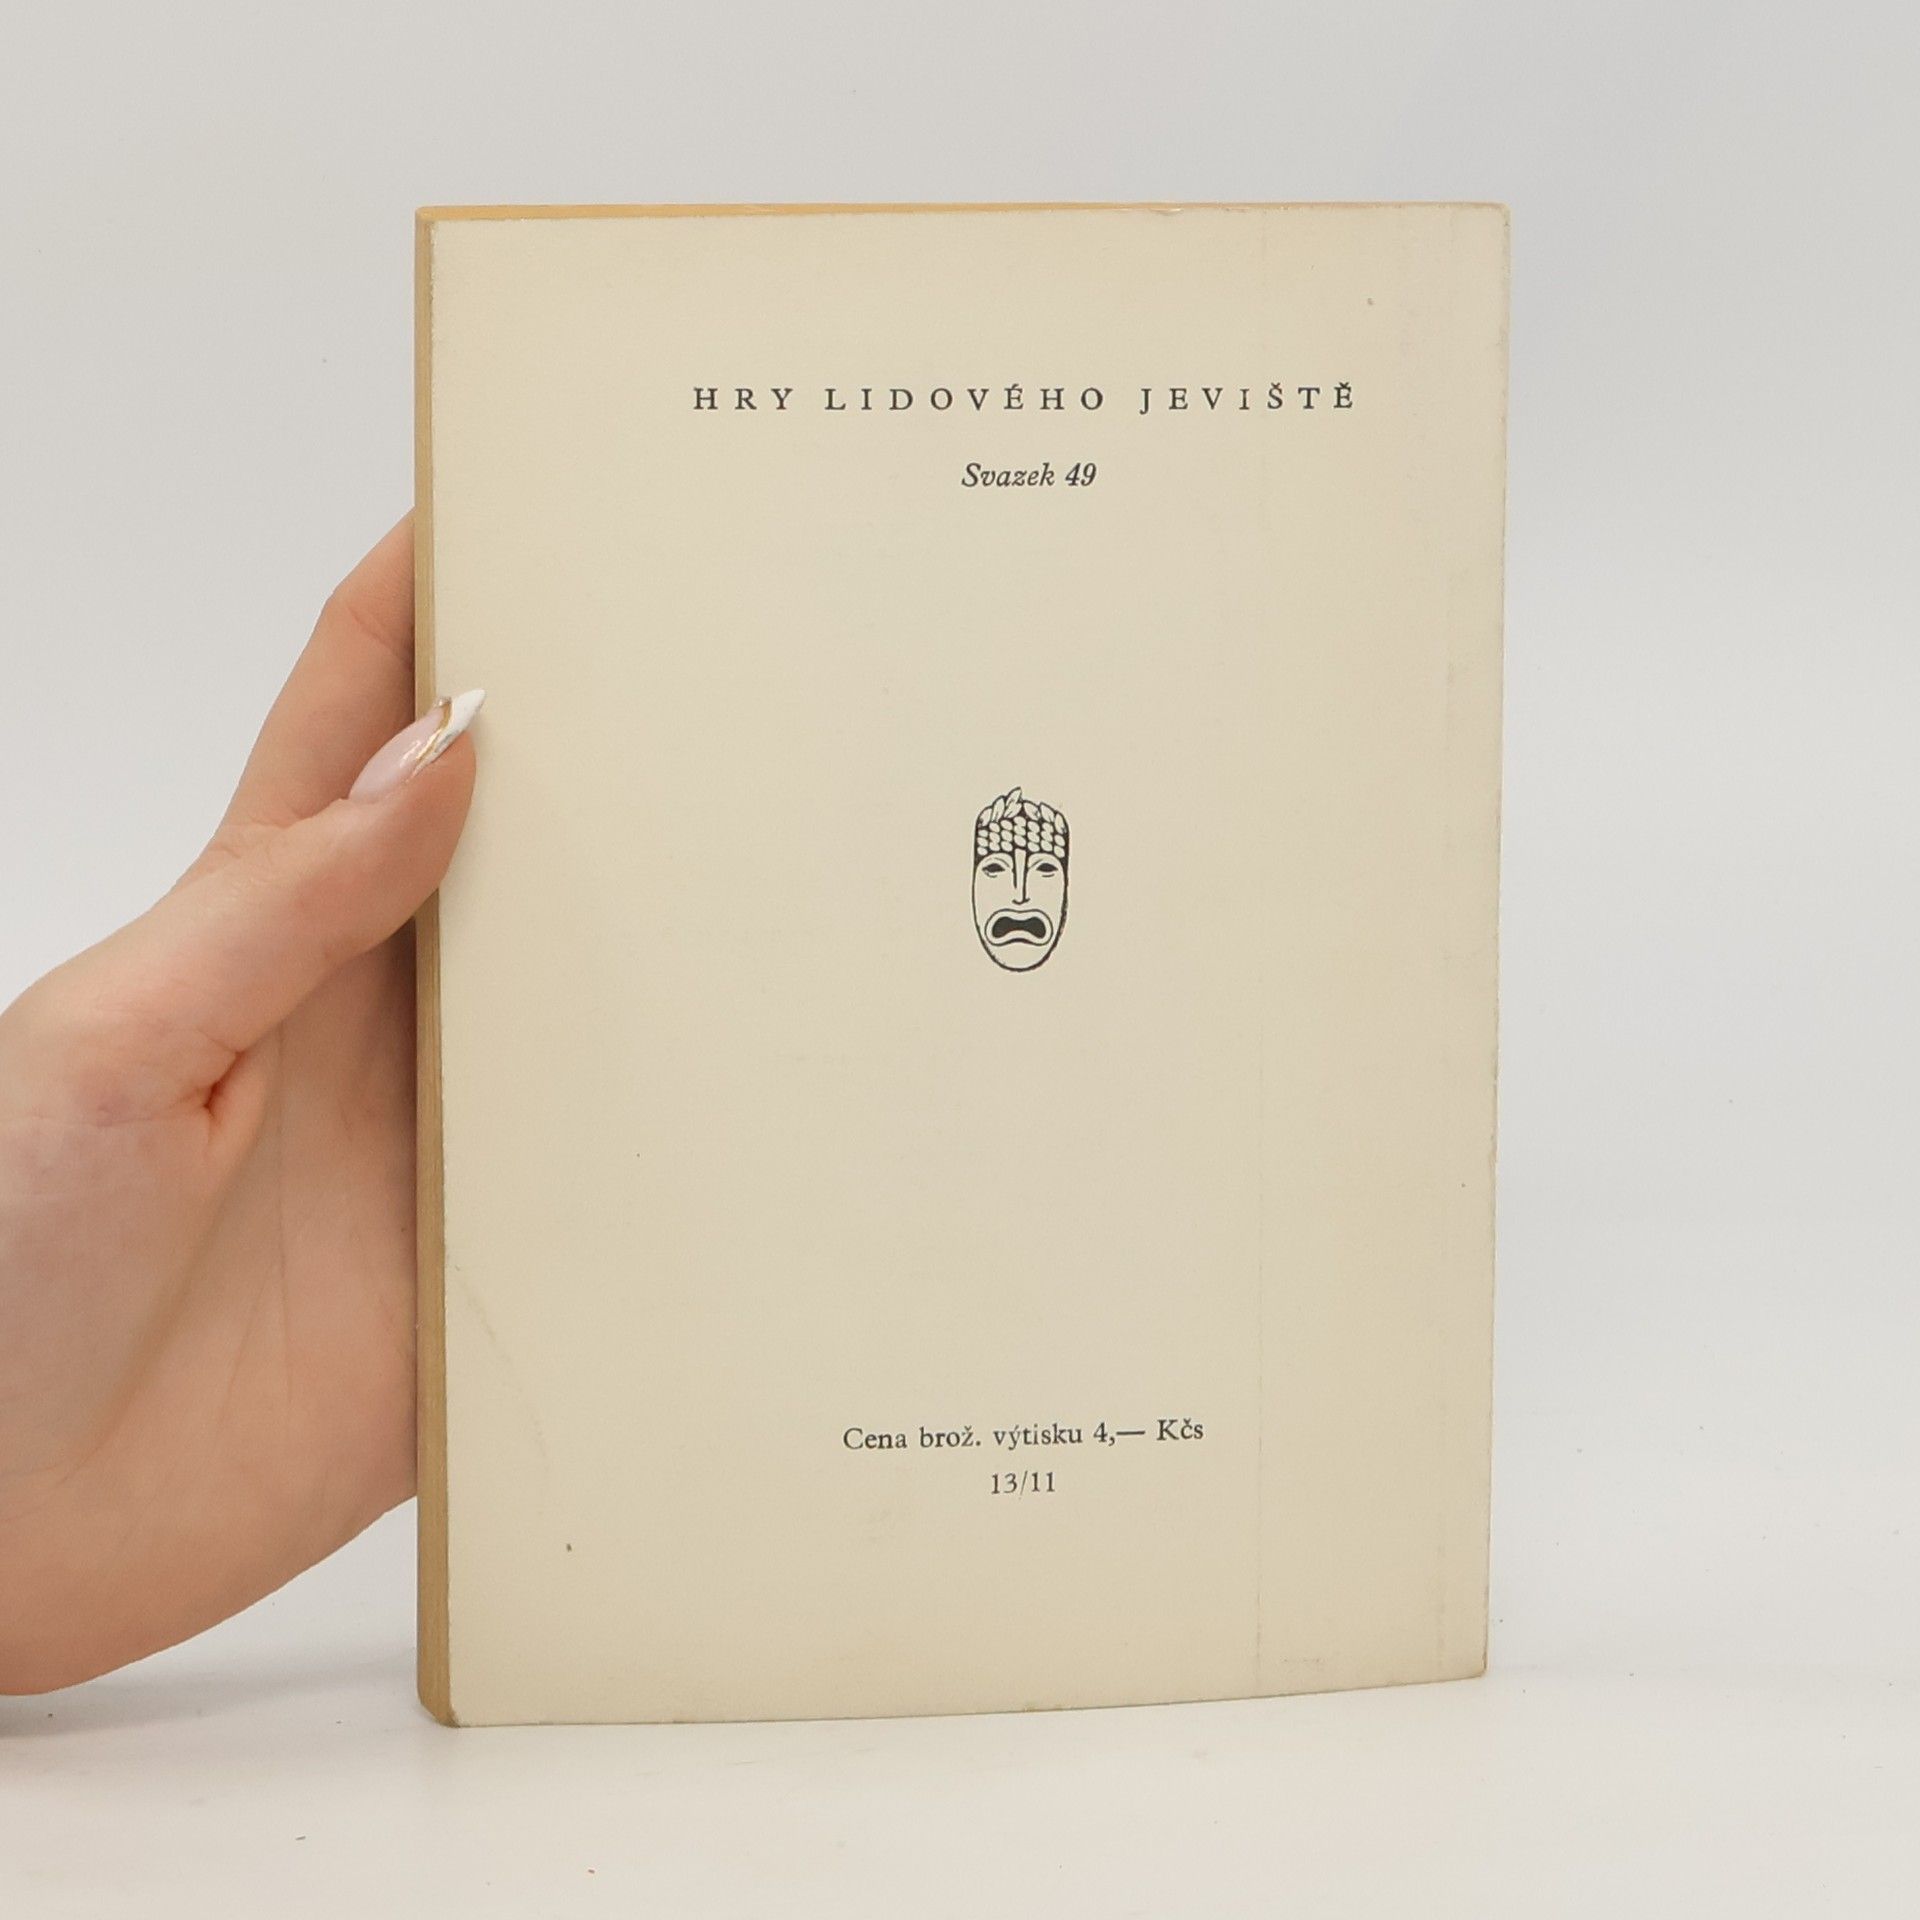 HRY LIDOVÉHO JEVIŠTĚ
Svazek 49
Cena brož. výtisku 4,— Kčs
13/11